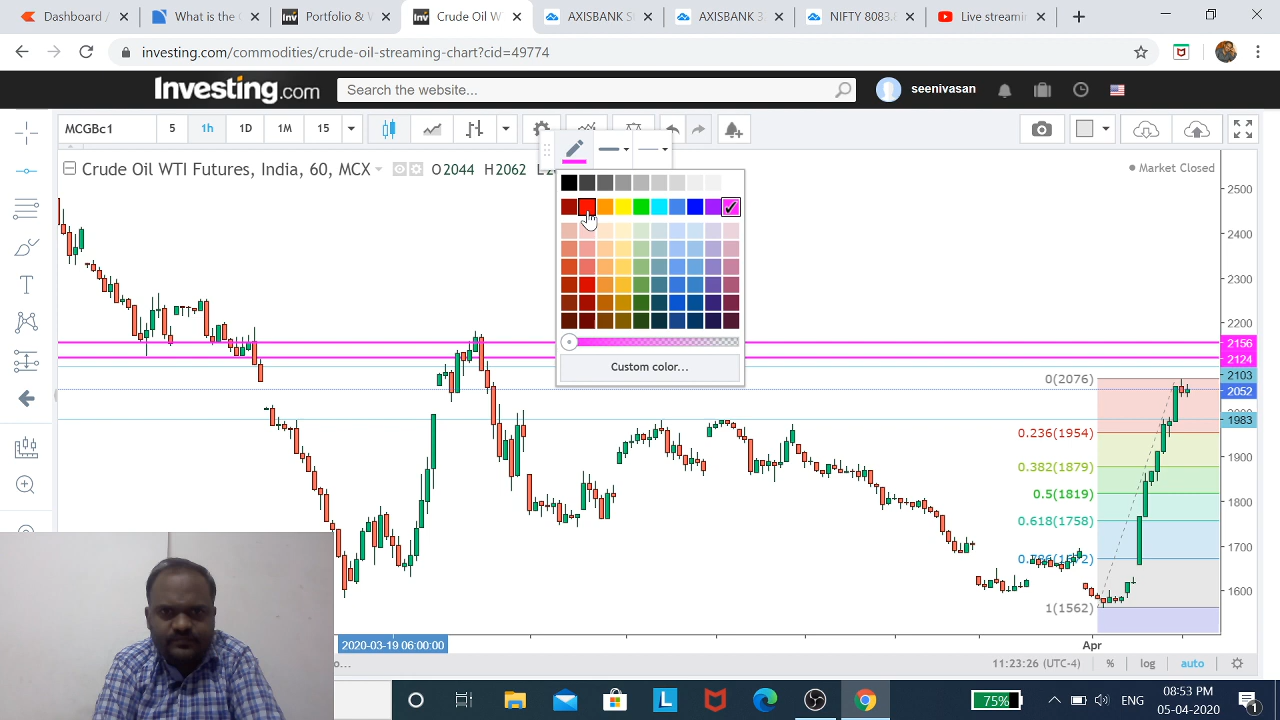 Dashboard /
What is the
Portfolio & W
Crude Oil W
AXISBANK S
AXISBANK 3
NIFTY 8083.
Live streamin
investing.com/commodities/crude-oil-streaming-chart?cid=49774
Investing.com
Search the website...
seenivasan
MCGBc1
5
1h
1D
1M
15
Crude Oil WTI Futures, India, 60, MCX
O2044
H2062
Market Closed
2500
2400
2300
2200
2156
2124
2103
2052
1983
1900
1800
1700
1600
Custom color...
0(2076)
0.236(1954)
0.382(1879)
0.5(1819)
0.618(1758)
1(1562)
2020-03-19 06:00:00
Apr
11:23:26 (UTC-4)
%
log
auto
75%
ENG
08:53 PM
05-04-2020